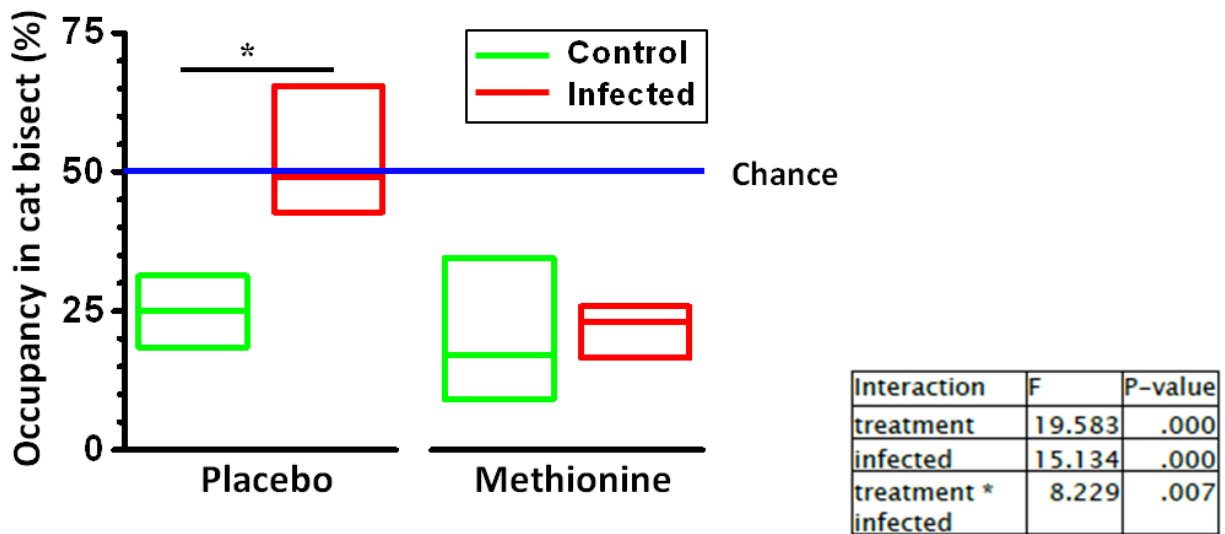 Occupancy in cat bisect (%)
75
50
25
0
*
Control
Infected
Chance
Placebo
Methionine
Interaction F P-value
treatment 19.583 .000
infected 15.134 .000
treatment * 8.229 .007
infected